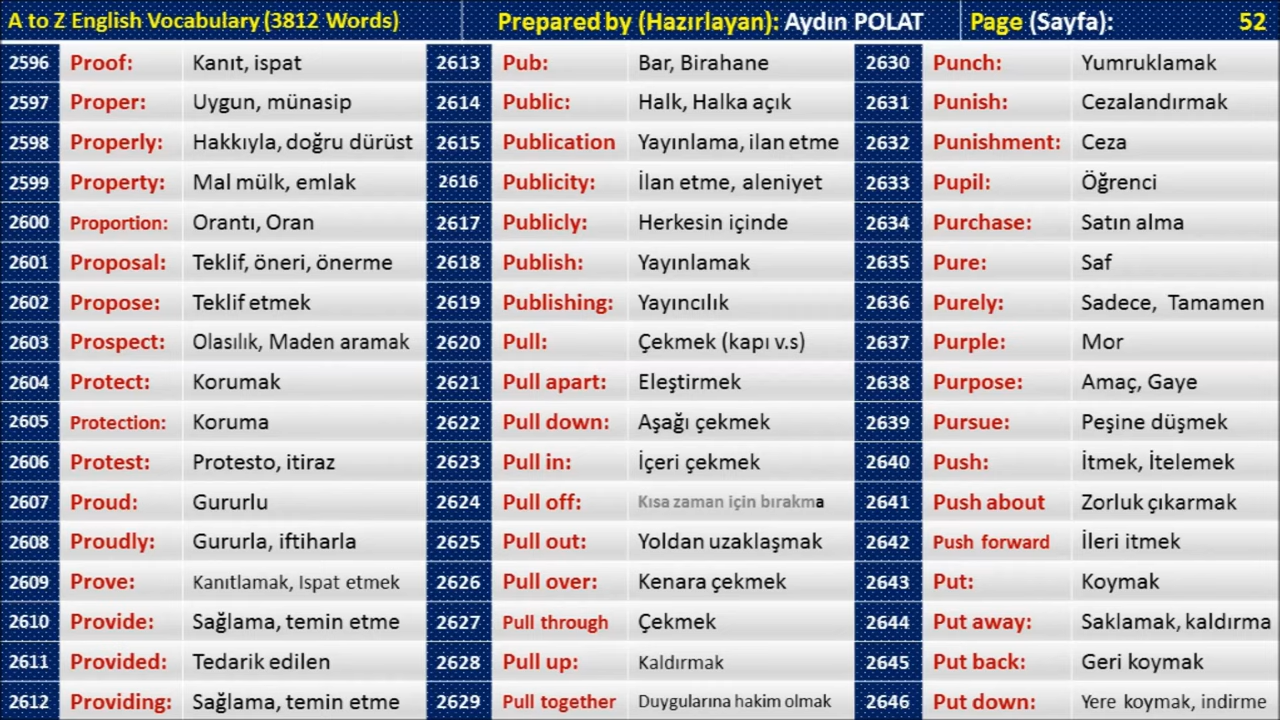 A to Z English Vocabulary (3812 Words) Prepared by (Hazırlayan): Aydın POLAT Page (Sayfa): 52
2596 Proof: Kanıt, ispat
2597 Proper: Uygun, münasip
2598 Properly: Hakkıyla, doğru dürüst
2599 Property: Mal mülk, emlak
2600 Proportion: Orantı, Oran
2601 Proposal: Teklif, öneri, önerme
2602 Propose: Teklif etmek
2603 Prospect: Olasılık, Maden aramak
2604 Protect: Korumak
2605 Protection: Koruma
2606 Protest: Protesto, itiraz
2607 Proud: Gururlu
2608 Proudly: Gururla, iftiharla
2609 Prove: Kanıtlamak, Ispat etmek
2610 Provide: Sağlama, temin etme
2611 Provided: Tedarik edilen
2612 Providing: Sağlama, temin etme
2613 Pub: Bar, Birahane
2614 Public: Halk, Halka açık
2615 Publication Yayınlama, ilan etme
2616 Publicity: İlan etme, aleniyet
2617 Publicly: Herkesin içinde
2618 Publish: Yayınlamak
2619 Publishing: Yayıncılık
2620 Pull: Çekmek (kapı v.s)
2621 Pull apart: Eleştirmek
2622 Pull down: Aşağı çekmek
2623 Pull in: İçeri çekmek
2624 Pull off: Kısa zaman için bırakma
2625 Pull out: Yoldan uzaklaşmak
2626 Pull over: Kenara çekmek
2627 Pull through Çekmek
2628 Pull up: Kaldırmak
2629 Pull together Duygularına hakim olmak
2630 Punch: Yumruklamak
2631 Punish: Cezalandırmak
2632 Punishment: Ceza
2633 Pupil: Öğrenci
2634 Purchase: Satın alma
2635 Pure: Saf
2636 Purely: Sadece, Tamamen
2637 Purple: Mor
2638 Purpose: Amaç, Gaye
2639 Pursue: Peşine düşmek
2640 Push: İtmek, İtelemek
2641 Push about Zorluk çıkarmak
2642 Push forward İleri itmek
2643 Put: Koymak
2644 Put away: Saklamak, kaldırma
2645 Put back: Geri koymak
2646 Put down: Yere koymak, indirme